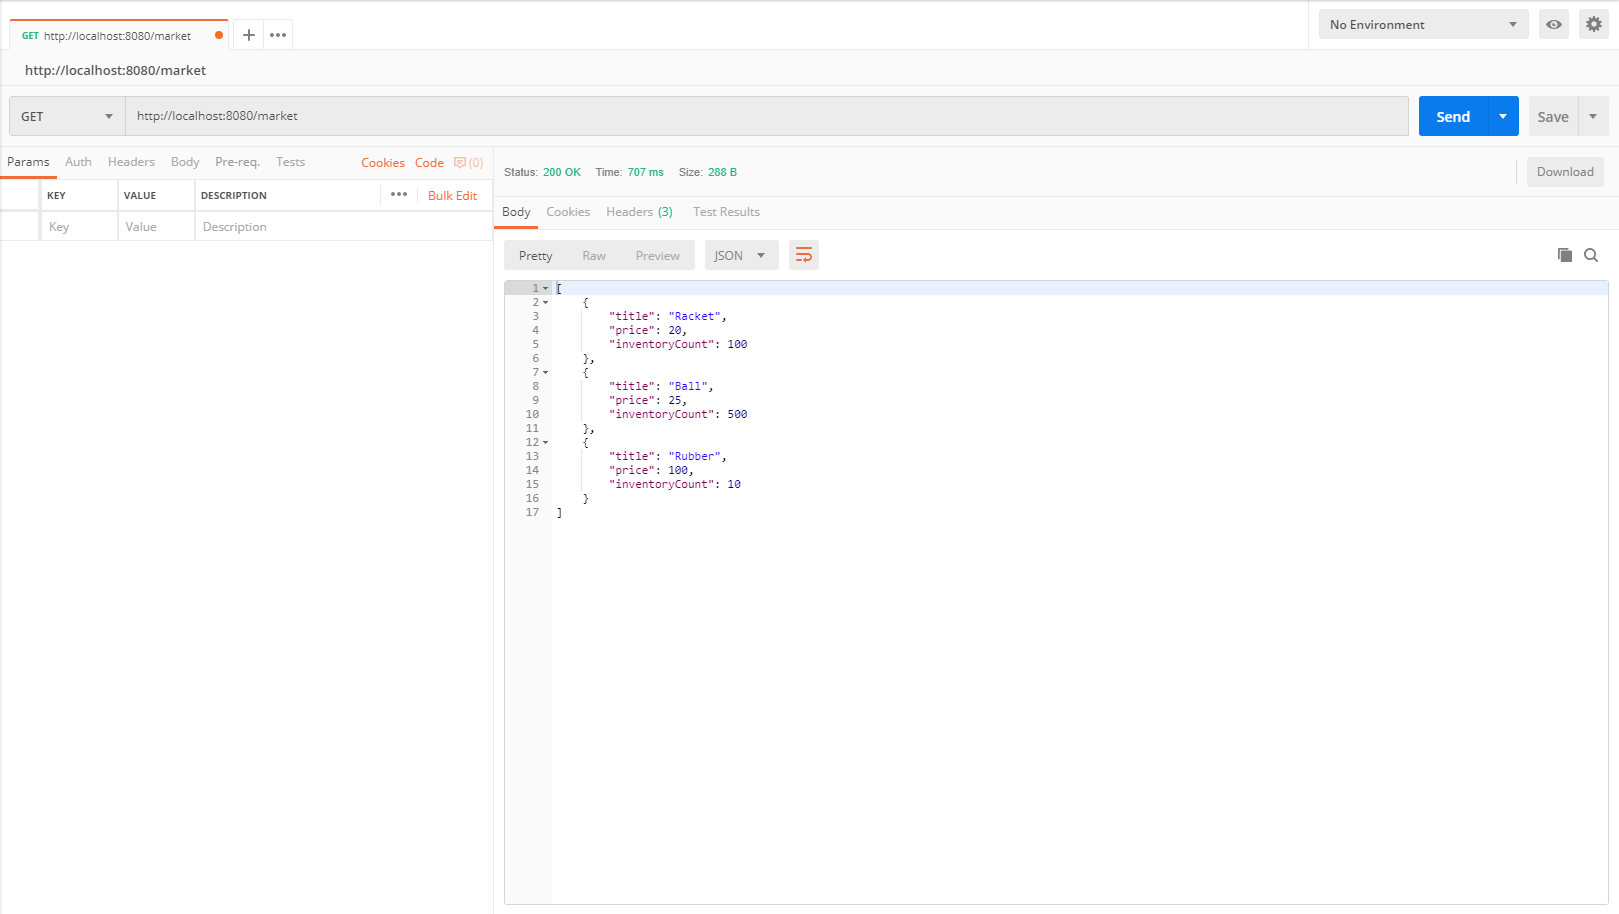 GET http://localhost:8080/market
No Environment
http://localhost:8080/market
GET http://localhost:8080/market Send Save
Params Auth Headers Body Pre-req. Tests Cookies Code (0)
Status: 200 OK Time: 707 ms Size: 288 B Download
KEY VALUE DESCRIPTION Bulk Edit
Key Value Description
Body Cookies Headers (3) Test Results
Pretty Raw Preview JSON
1 [
2 {
3 "title": "Racket",
4 "price": 20,
5 "inventoryCount": 100
6 },
7 {
8 "title": "Ball",
9 "price": 25,
10 "inventoryCount": 500
11 },
12 {
13 "title": "Rubber",
14 "price": 100,
15 "inventoryCount": 10
16 }
17 ]